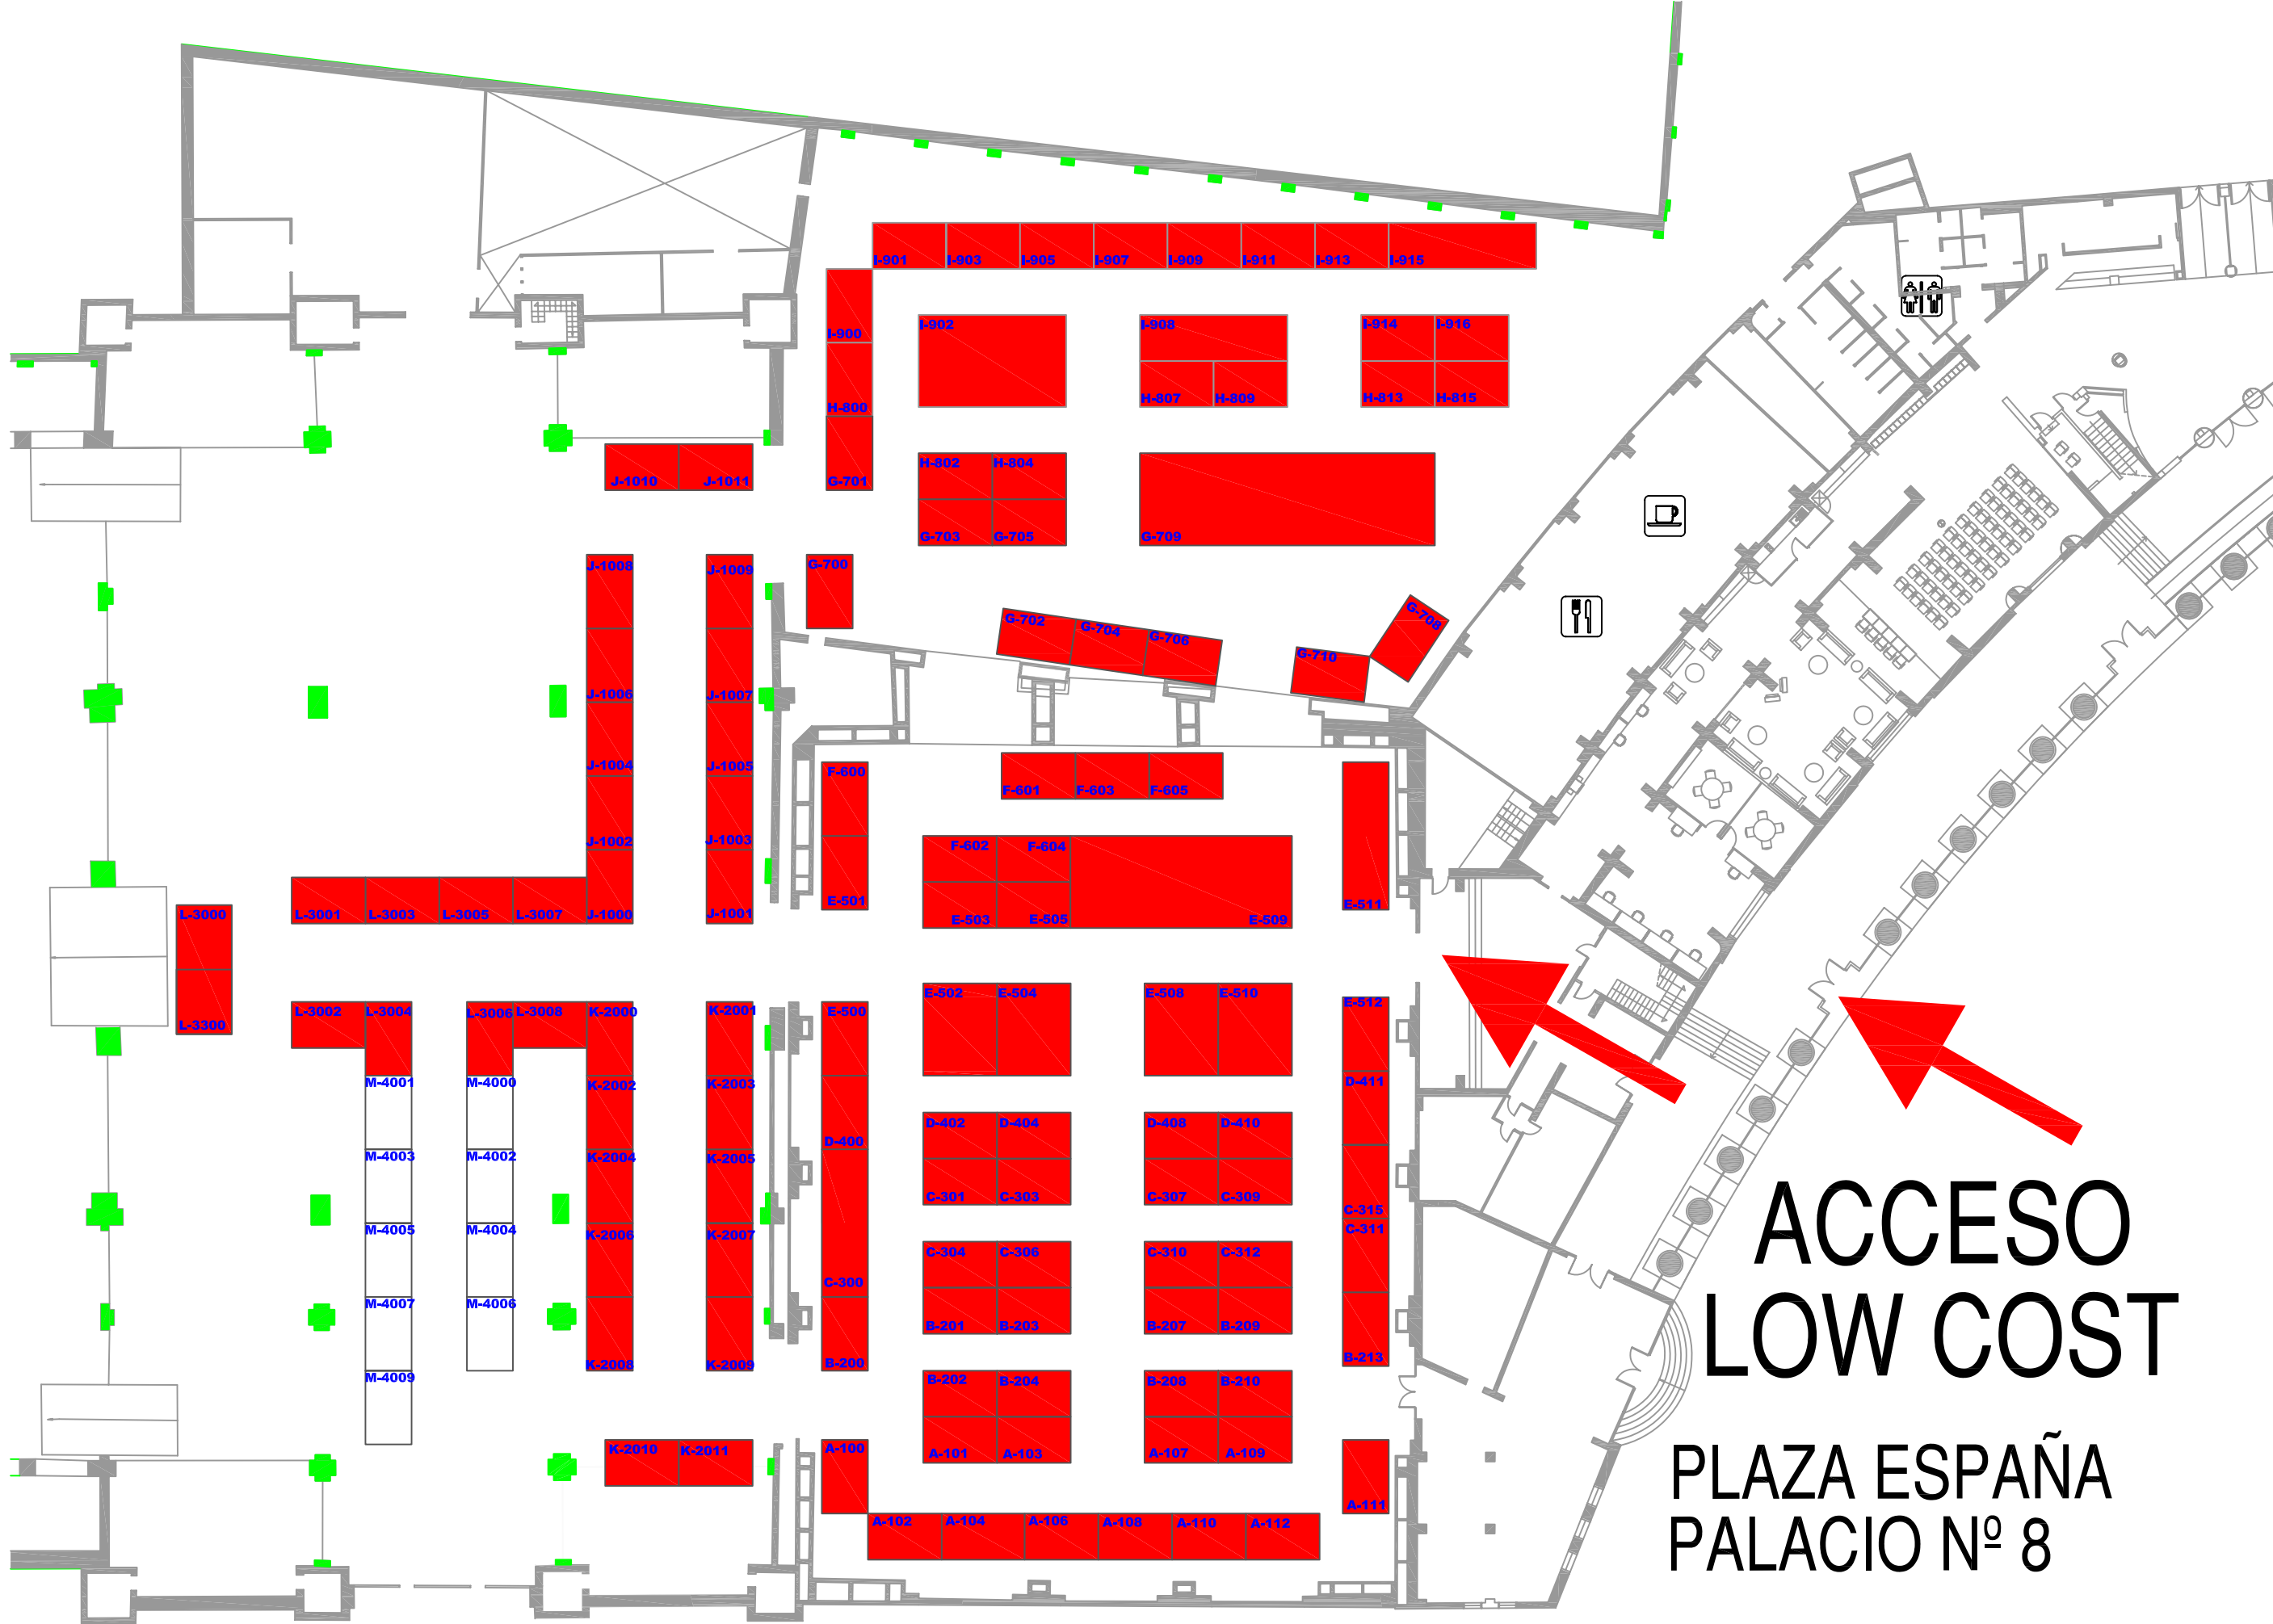 I-901 I-903 I-905 I-907 I-909 I-911 I-913 I-915
I-900 I-902 I-908 I-914 I-916
H-800 H-807 H-809 H-813 H-815
J-1010 J-1011 G-701 H-802 H-804
G-703 G-705 G-709
J-1008 J-1009 G-700
G-702 G-704 G-706 G-710 G-708
J-1006 J-1007
J-1004 J-1005 F-600 F-601 F-603 F-605
J-1002 J-1003 F-602 F-604
L-3000 L-3001 L-3003 L-3005 L-3007 J-1000 J-1001 E-501 E-503 E-505 E-509 E-511
L-3300 L-3002 L-3004 L-3006 L-3008 K-2000 K-2001 E-500 E-502 E-504 E-508 E-510 E-512
M-4001 M-4000 K-2002 K-2003 D-411
D-400 D-402 D-404 D-408 D-410
M-4003 M-4002 K-2004 K-2005
C-301 C-303 C-307 C-309 C-315
M-4005 M-4004 K-2006 K-2007 C-311
C-300 C-304 C-306 C-310 C-312
M-4007 M-4006 B-201 B-203 B-207 B-209
K-2008 K-2009 B-200 B-213
M-4009 B-202 B-204 B-208 B-210
K-2010 K-2011 A-100 A-101 A-103 A-107 A-109
A-111
A-102 A-104 A-106 A-108 A-110 A-112
ACCESO
LOW COST
PLAZA ESPAÑA
PALACIO Nº 8